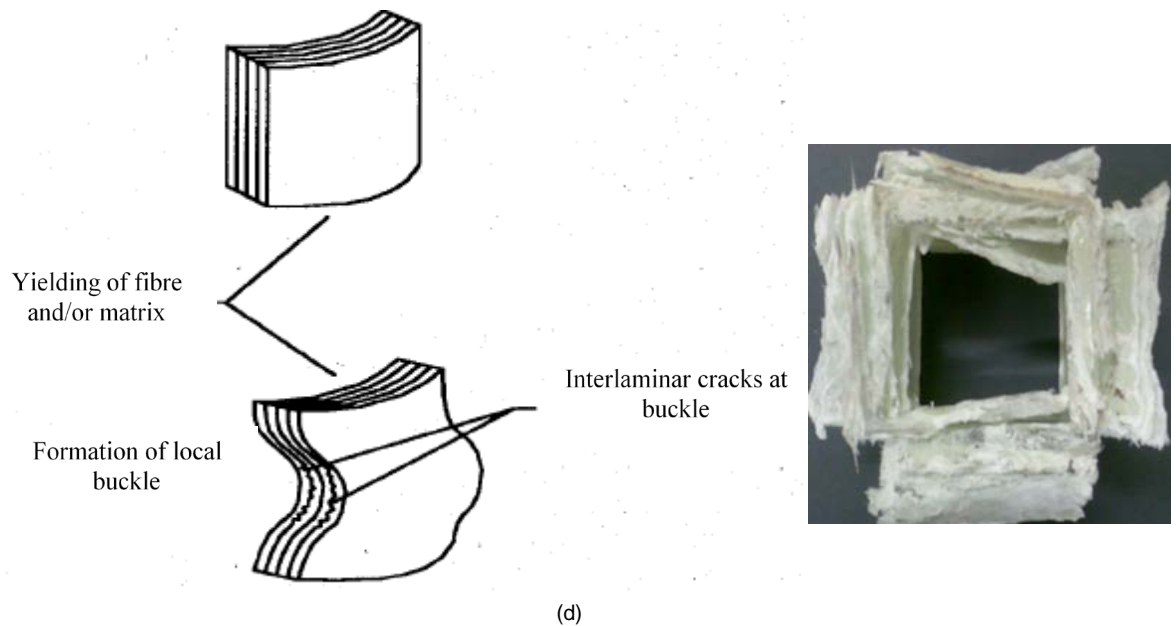 Yielding of fibre
and/or matrix
Interlaminar cracks at
buckle
Formation of local
buckle
(d)